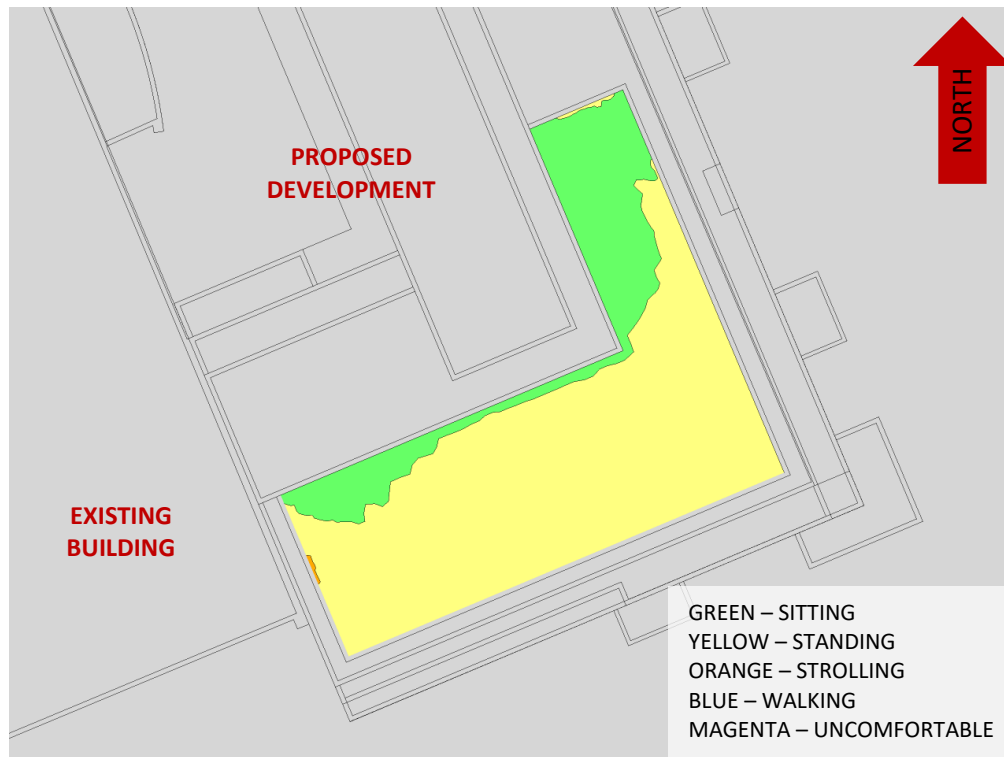 NORTH
PROPOSED
DEVELOPMENT
EXISTING
BUILDING
GREEN – SITTING
YELLOW – STANDING
ORANGE – STROLLING
BLUE – WALKING
MAGENTA – UNCOMFORTABLE